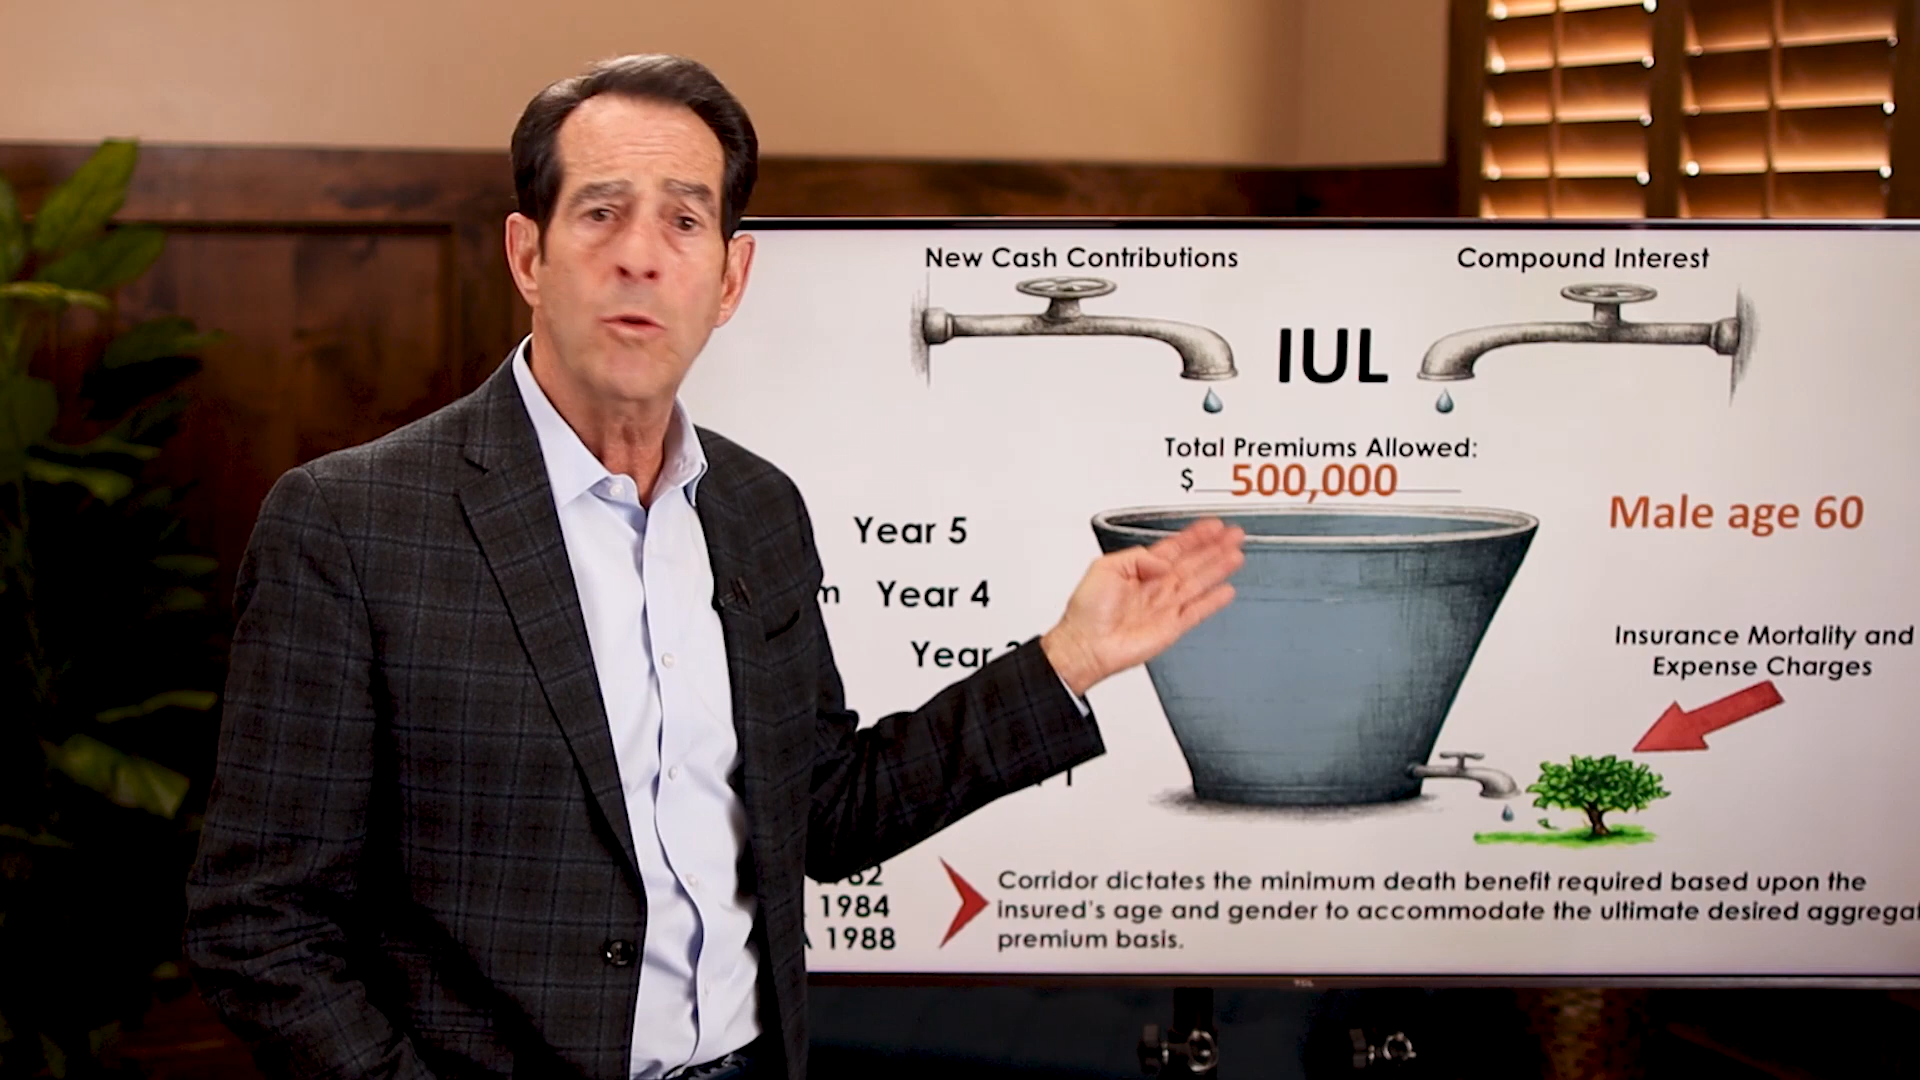 New Cash Contributions
Compound Interest
IUL
Total Premiums Allowed:
$ 500,000
Male age 60
Year 5
Year 4
Year
Insurance Mortality and
Expense Charges
1984
1988
Corridor dictates the minimum death benefit required based upon the
insured's age and gender to accommodate the ultimate desired
premium basis.
TCL